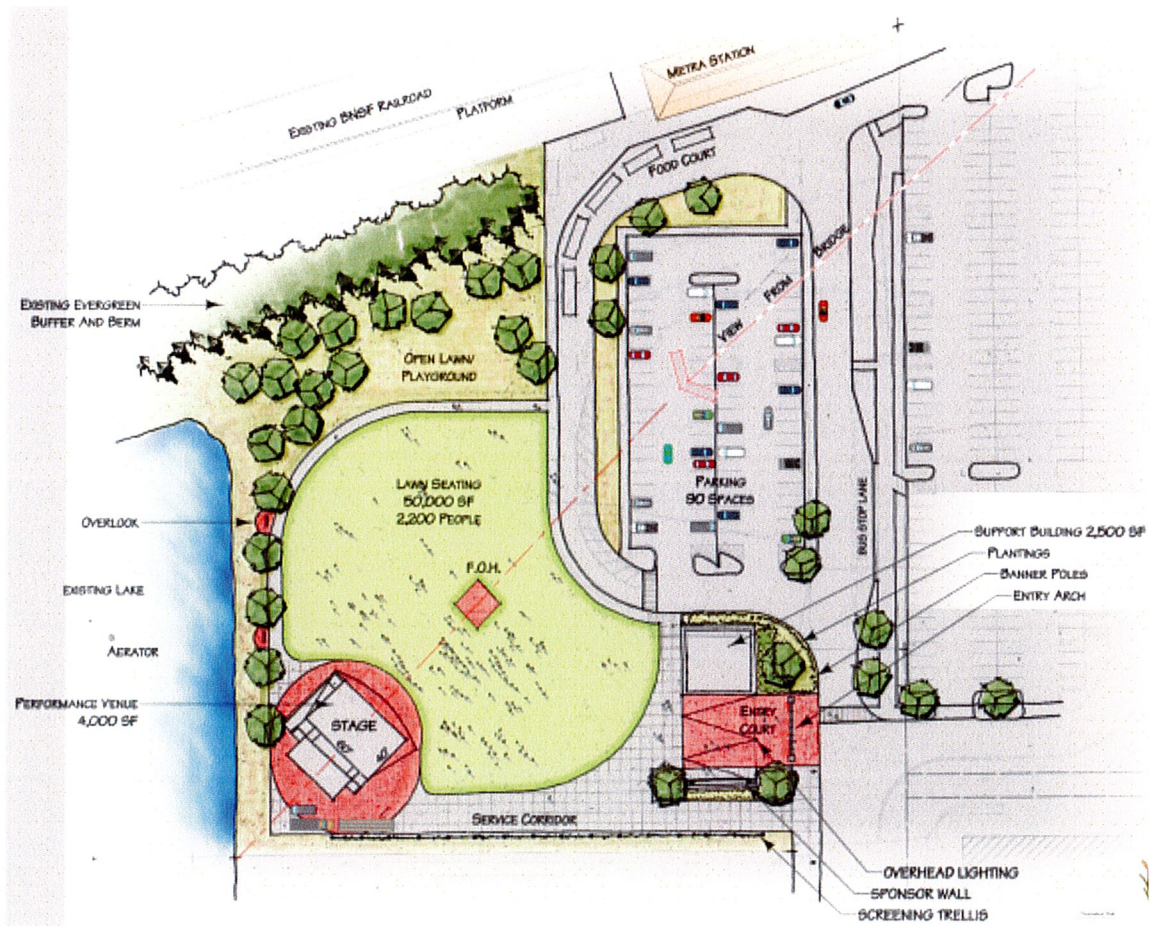 METRA STATION
EXISTING BNSF RAILROAD
PLATFORM
FOOD COURT
VIEW FROM BRIDGE
EXISTING EVERGREEN
BUFFER AND BERM
OPEN LAWN/
PLAYGROUND
LAWN SEATING
50,000 SF
2,200 PEOPLE
PARKING
90 SPACES
BUS STOP LANE
OVERLOOK
F.O.H.
SUPPORT BUILDING 2,500 SF
PLANTINGS
BANNER POLES
ENTRY ARCH
EXISTING LAKE
AERATOR
PERFORMANCE VENUE
4,000 SF
STAGE
60'
40'
ENTRY
COURT
SERVICE CORRIDOR
OVERHEAD LIGHTING
SPONSOR WALL
SCREENING TRELLIS